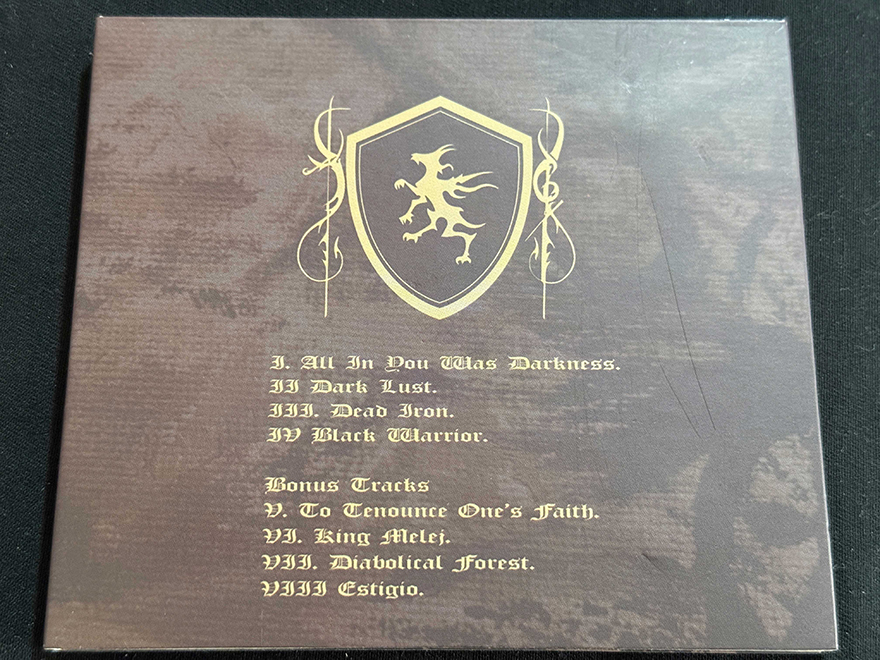 I. All In You Was Darkness.
II Dark Lust.
III. Dead Iron.
IV Black Warrior.
Bonus Tracks
V. To Tenounce One's Faith.
VI. King Melej.
VII. Diabolical Forest.
VIIII Estigio.